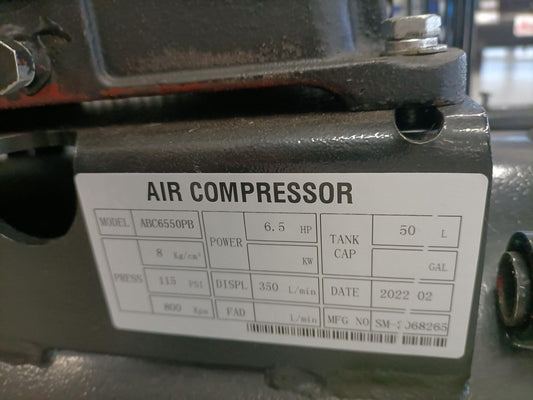 AIR COMPRESSOR
MODEL ABC6550PB POWER 6.5 HP TANK CAP 50 L
PRESS 8 Kg/cm² KW GAL
115 PSI DISPL 350 L/min DATE 2022 02
800 Kpa FAD L/min MFG NO